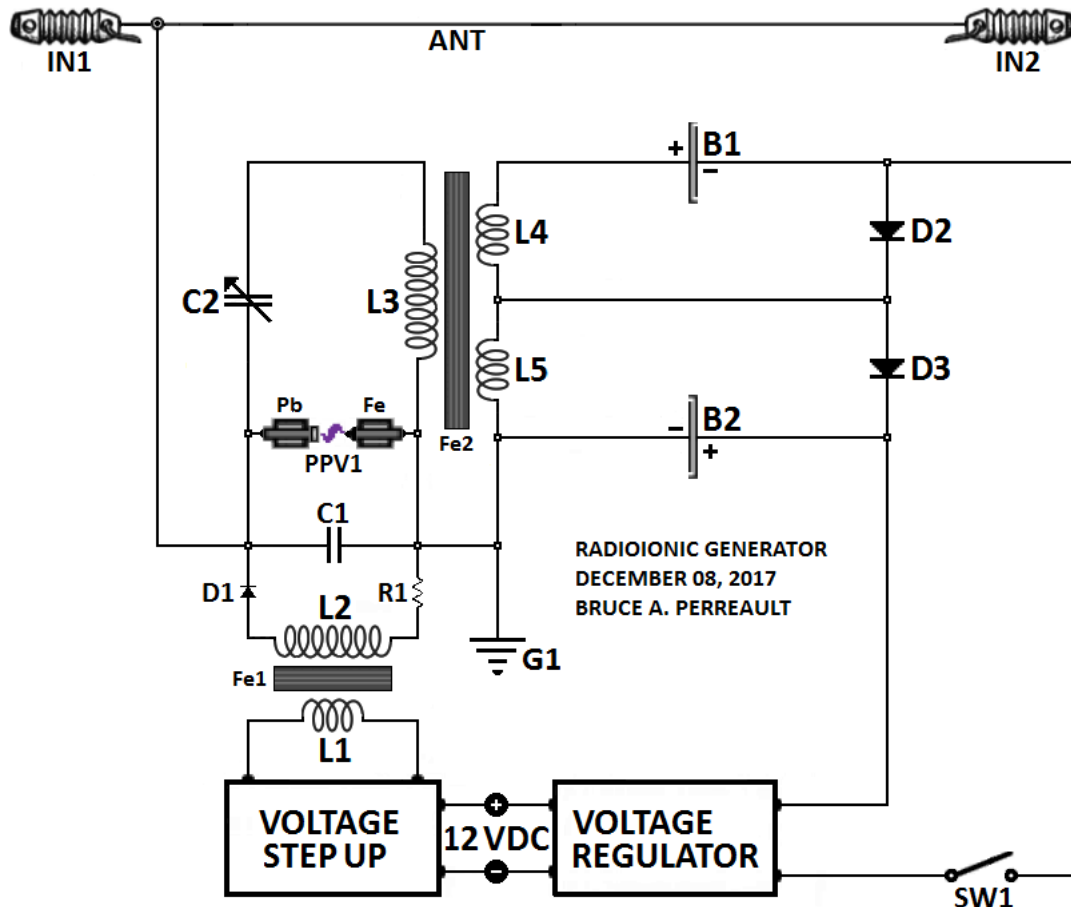 IN1
ANT
IN2
+
B1
−
L4
D2
C2
L3
L5
D3
Pb
Fe
PPV1
Fe2
−
B2
+
C1
RADIOIONIC GENERATOR
DECEMBER 08, 2017
BRUCE A. PERREAULT
D1
R1
L2
G1
Fe1
L1
VOLTAGE
STEP UP
+
12 VDC
−
VOLTAGE
REGULATOR
SW1